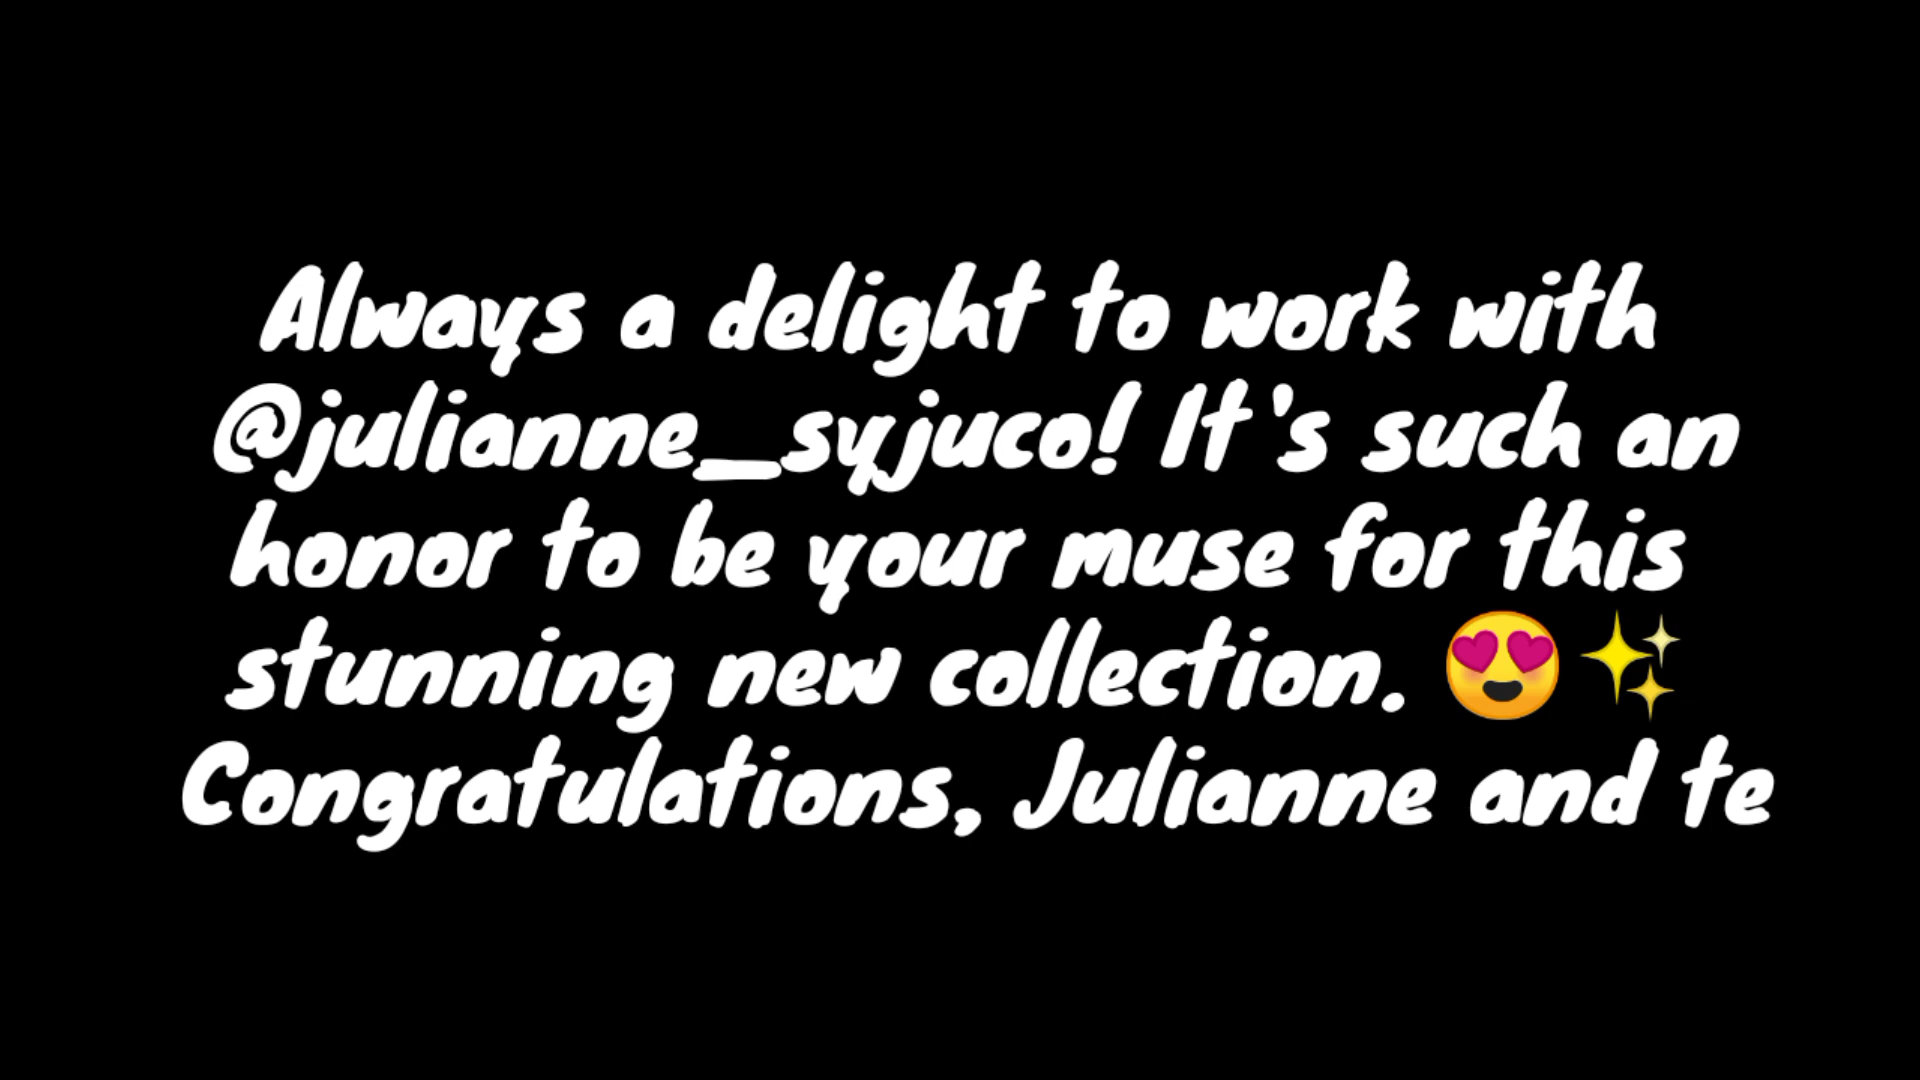 Always a delight to work with
@julianne_syjuco! It's such an
honor to be your muse for this
stunning new collection. 😍✨
Congratulations, Julianne and te